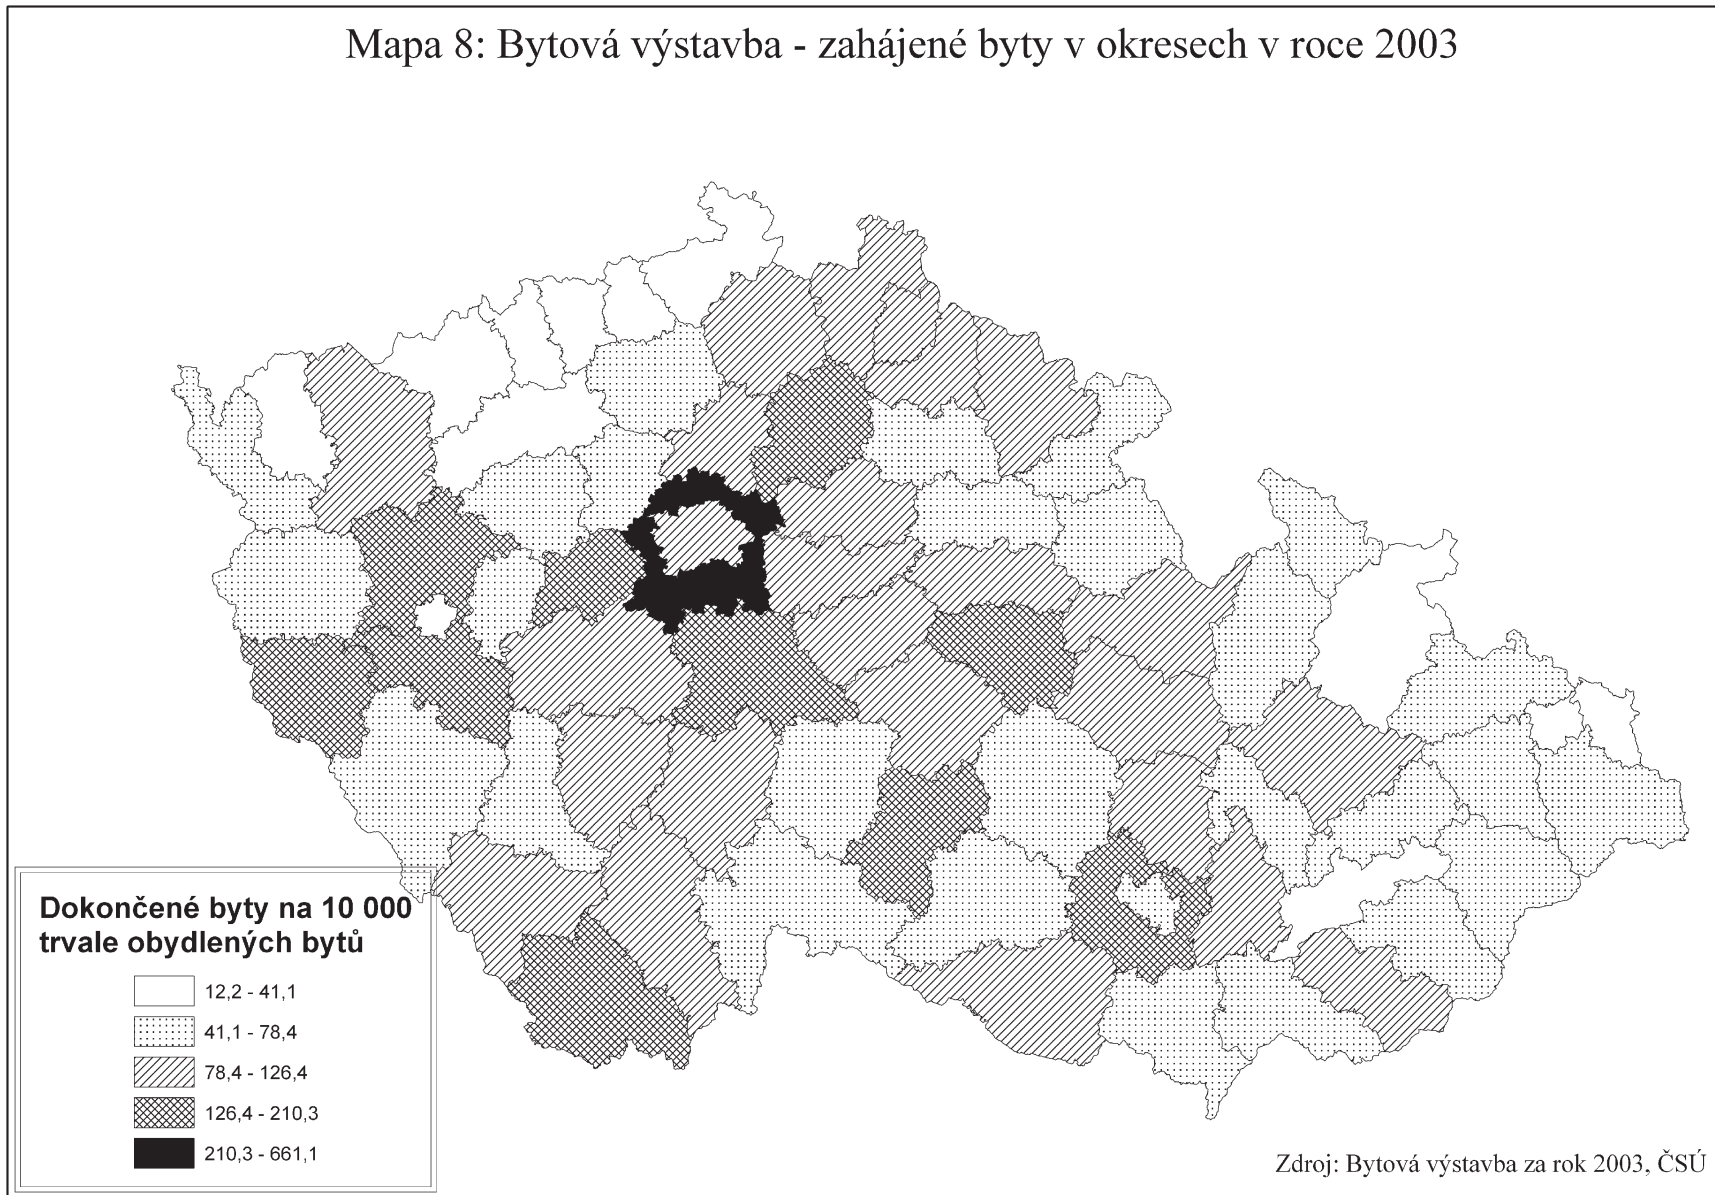 Mapa 8: Bytová výstavba - zahájené byty v okresech v roce 2003
Dokončené byty na 10 000
trvale obydlených bytů
12,2 - 41,1
41,1 - 78,4
78,4 - 126,4
126,4 - 210,3
210,3 - 661,1
Zdroj: Bytová výstavba za rok 2003, ČSÚ